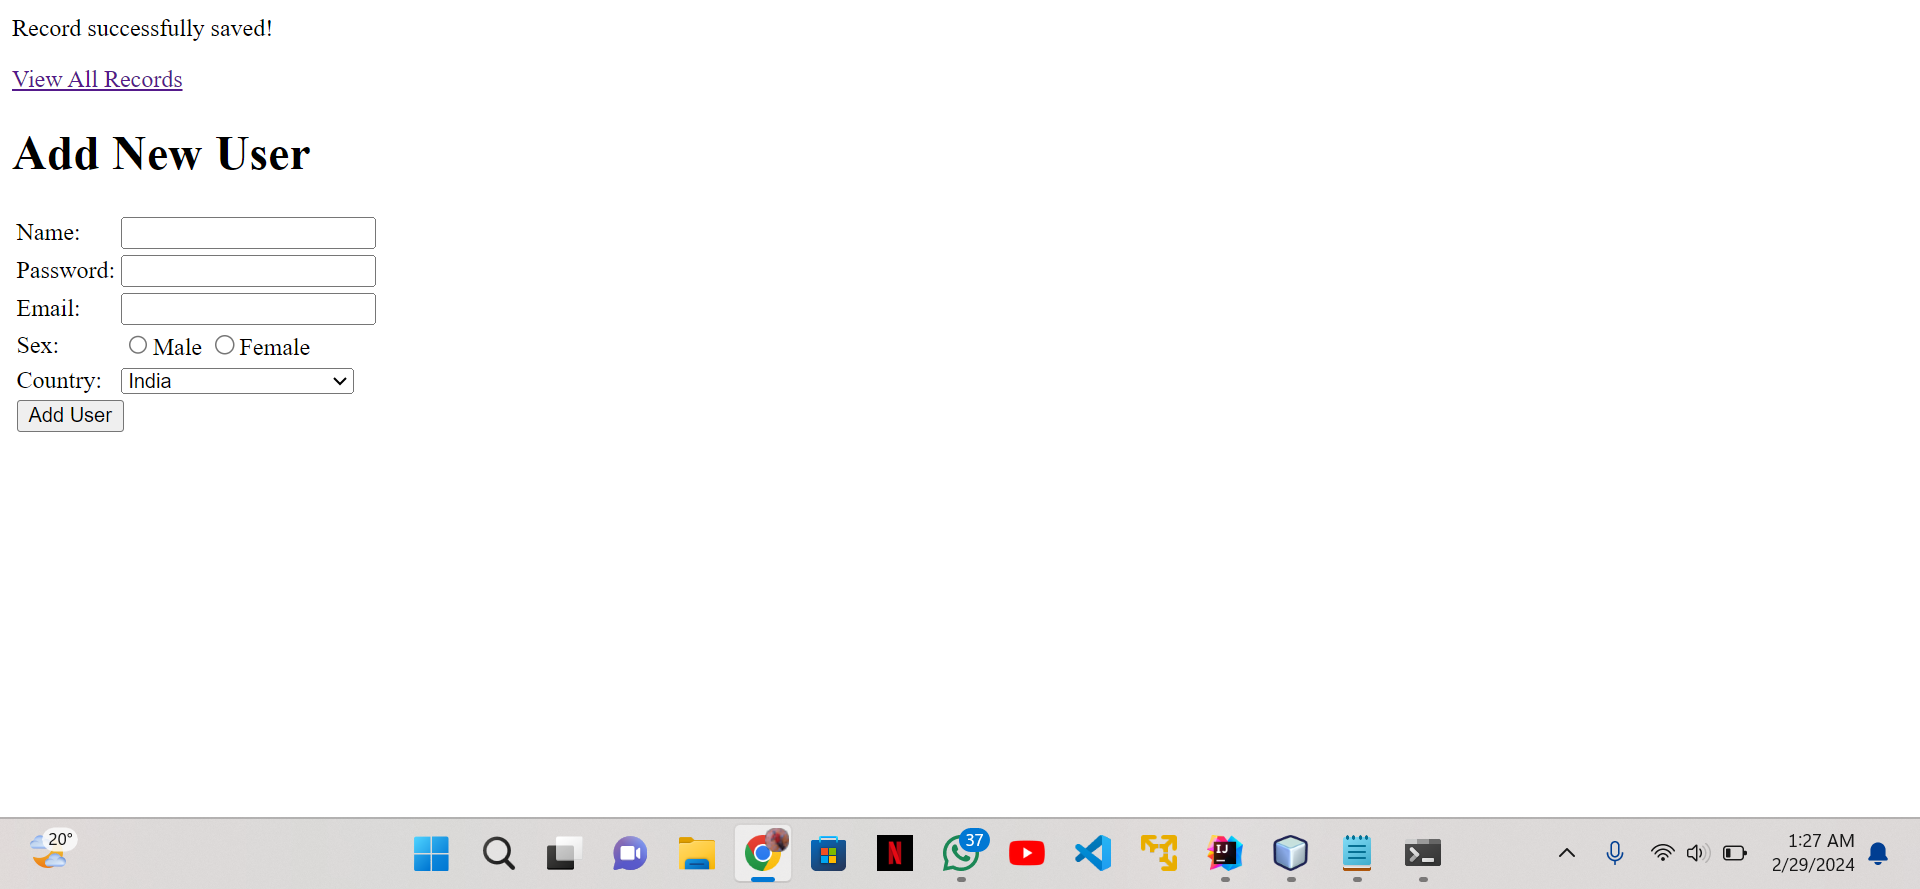 Record successfully saved!
View All Records
Add New User
Name:
Password:
Email:
Sex: Male Female
Country: India
Add User
20°
N
37
IJ
1:27 AM
2/29/2024